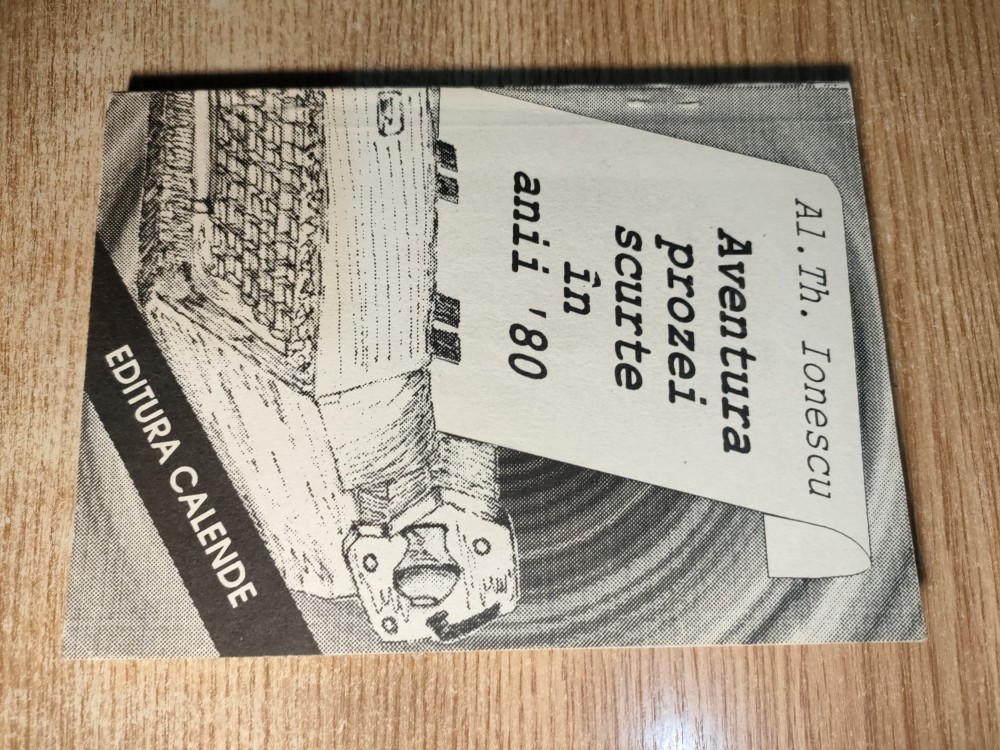 Al.Th. Ionescu
Aventura
prozei
scurte
în
anii '80
EDITURA CALENDE